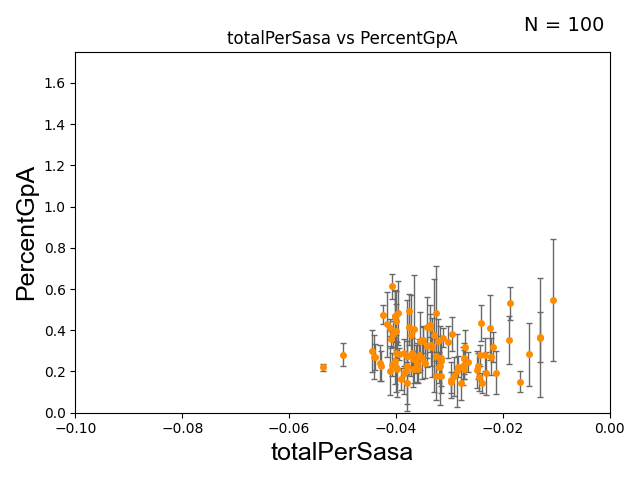 N = 100
totalPerSasa vs PercentGpA
PercentGpA
1.6
1.4
1.2
1.0
0.8
0.6
0.4
0.2
0.0
−0.10 −0.08 −0.06 −0.04 −0.02 0.00
totalPerSasa